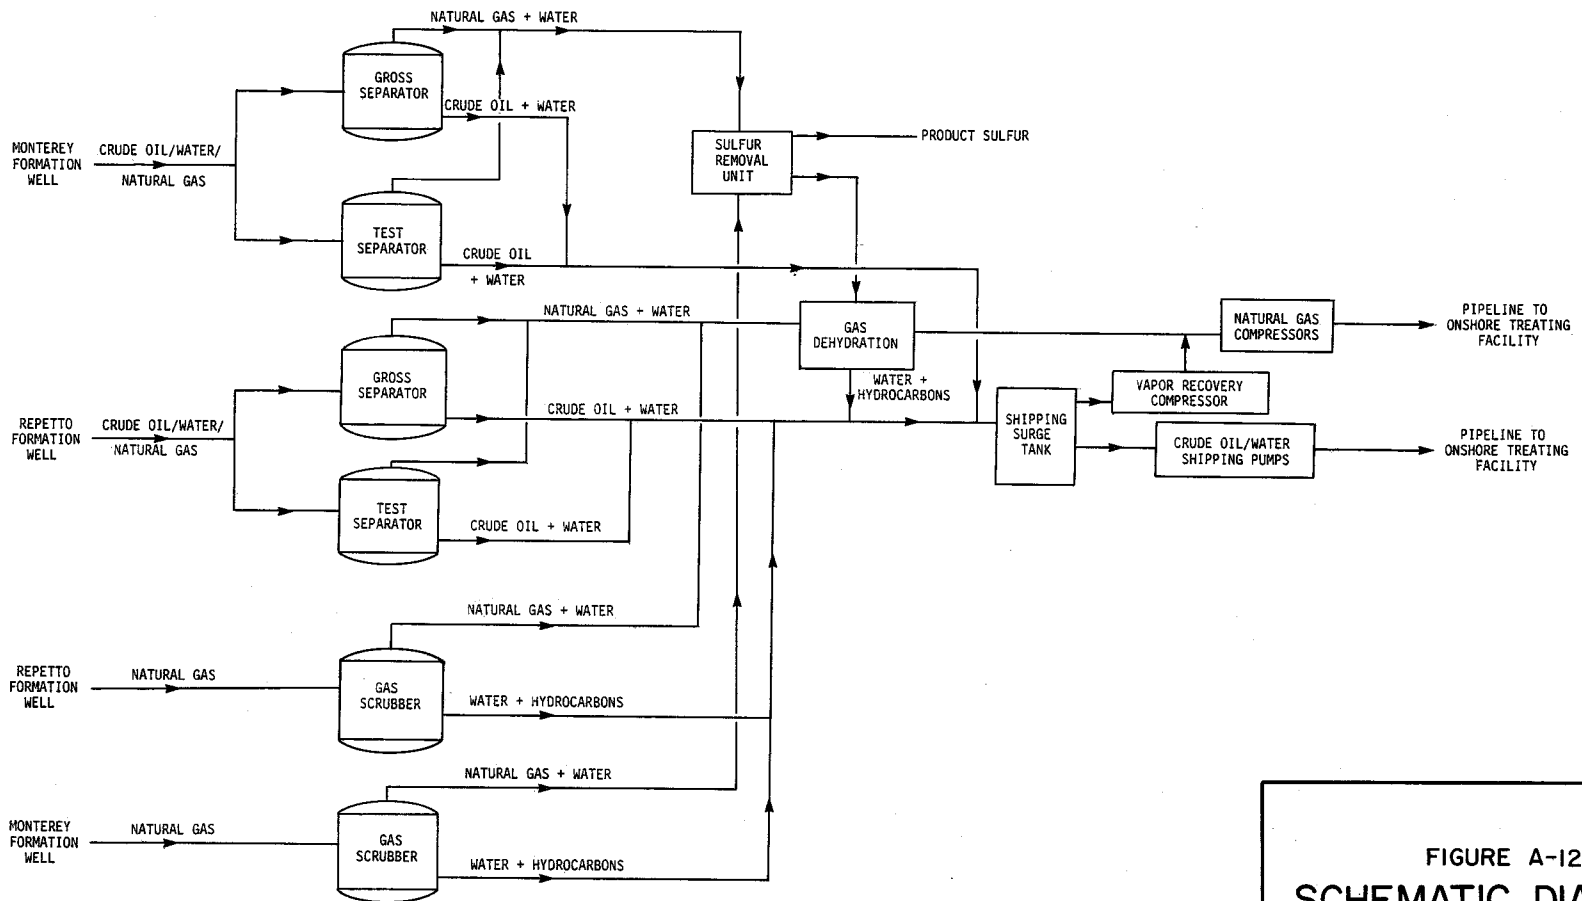 NATURAL GAS + WATER
GROSS
SEPARATOR
CRUDE OIL + WATER
MONTEREY
FORMATION
WELL
CRUDE OIL/WATER/
NATURAL GAS
SULFUR
REMOVAL
UNIT
PRODUCT SULFUR
TEST
SEPARATOR
CRUDE OIL
+ WATER
NATURAL GAS + WATER
GAS
DEHYDRATION
NATURAL GAS
COMPRESSORS
PIPELINE TO
ONSHORE TREATING
FACILITY
GROSS
SEPARATOR
WATER +
HYDROCARBONS
VAPOR RECOVERY
COMPRESSOR
REPETTO
FORMATION
WELL
CRUDE OIL/WATER/
NATURAL GAS
CRUDE OIL + WATER
SHIPPING
SURGE
TANK
CRUDE OIL/WATER
SHIPPING PUMPS
PIPELINE TO
ONSHORE TREATING
FACILITY
TEST
SEPARATOR
CRUDE OIL + WATER
NATURAL GAS + WATER
REPETTO
FORMATION
WELL
NATURAL GAS
GAS
SCRUBBER
WATER + HYDROCARBONS
NATURAL GAS + WATER
MONTEREY
FORMATION
WELL
NATURAL GAS
GAS
SCRUBBER
WATER + HYDROCARBONS
FIGURE A-12
SCHEMATIC